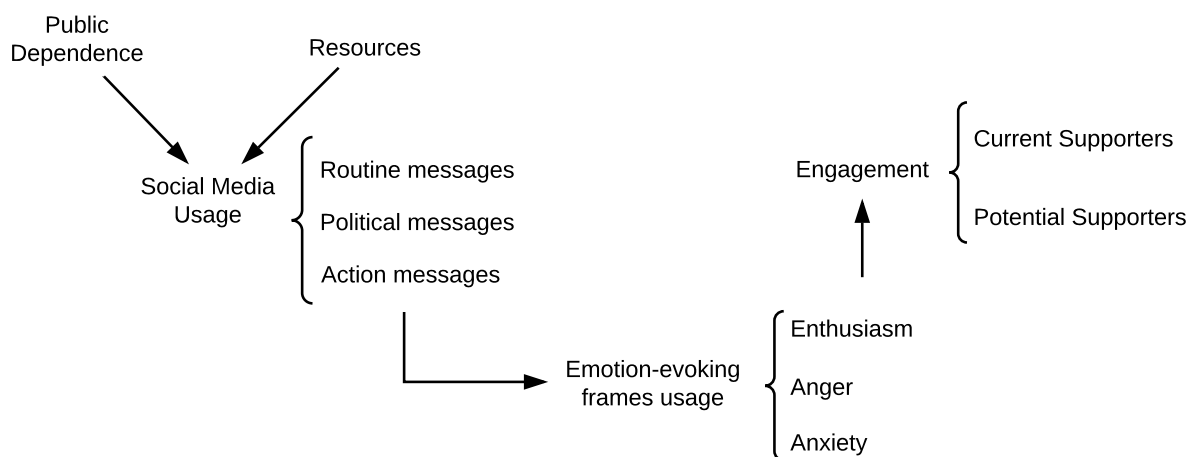 Public
Dependence
Resources
Social Media
Usage
Routine messages
Political messages
Action messages
Emotion-evoking
frames usage
Enthusiasm
Anger
Anxiety
Engagement
Current Supporters
Potential Supporters